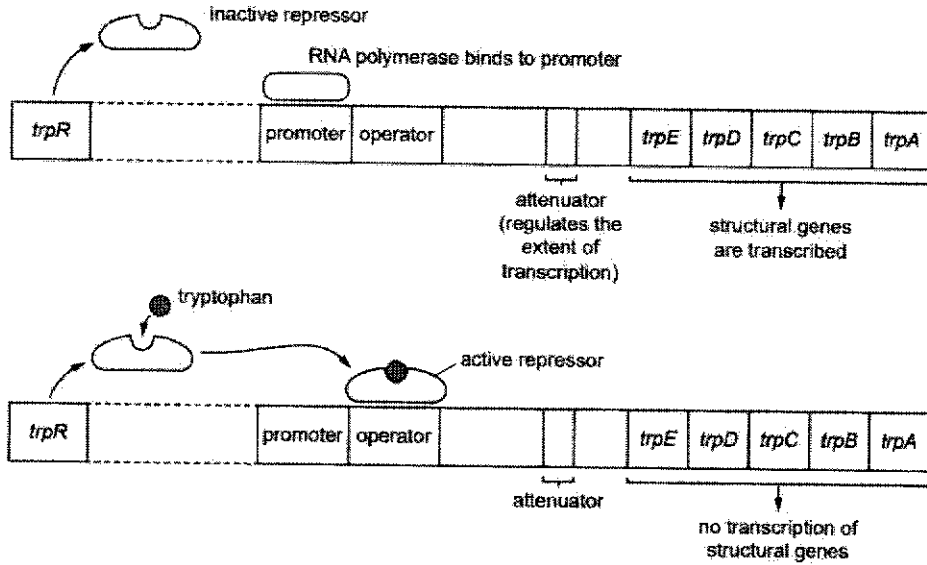 inactive repressor
RNA polymerase binds to promoter
trpR
promoter
operator
trpE
trpD
trpC
trpB
trpA
attenuator
(regulates the
extent of
transcription)
structural genes
are transcribed
tryptophan
active repressor
trpR
promoter
operator
trpE
trpD
trpC
trpB
trpA
attenuator
no transcription of
structural genes